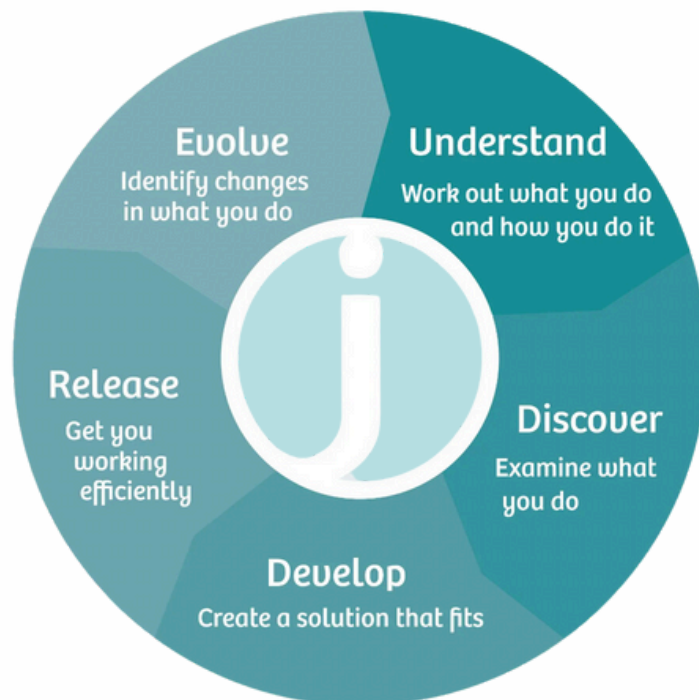 Understand
Work out what you do
and how you do it
Discover
Examine what
you do
Develop
Create a solution that fits
Release
Get you
working
efficiently
Evolve
Identify changes
in what you do
j